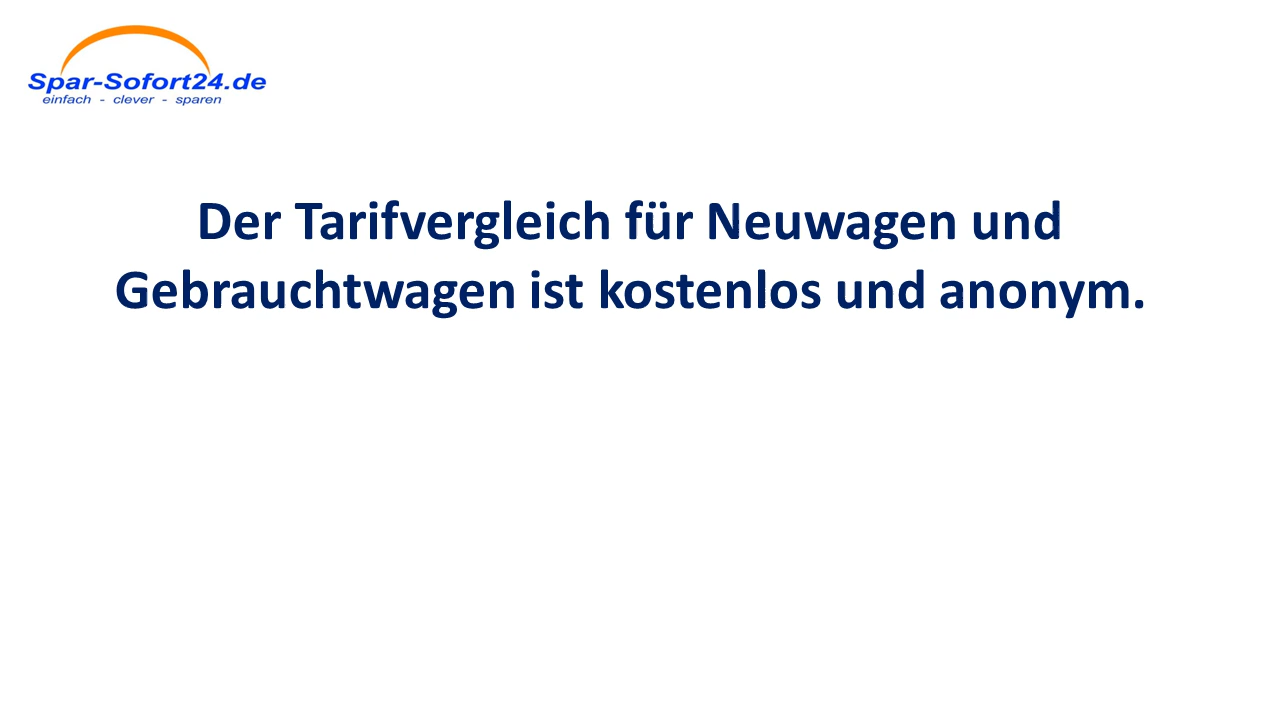 Spar-Sofort24.de
einfach - clever - sparen
Der Tarifvergleich für Neuwagen und
Gebrauchtwagen ist kostenlos und anonym.